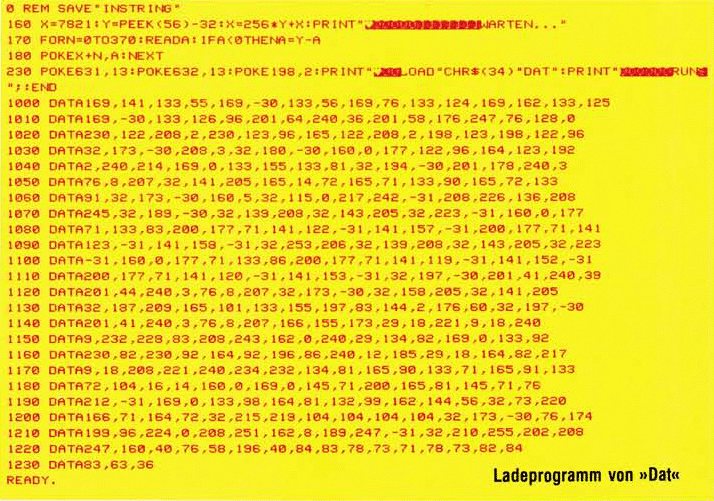 0 REM SAVE"INSTRING"
160 X=7821:Y=PEEK(56)-32:X=256*Y+X:PRINT" WARTEN..."
170 FORN=0TO370:READA:IFA<0THENA=Y-A
180 POKEX+N,A:NEXT
230 POKE631,13:POKE632,13:POKE198,2:PRINT" LOAD"CHR$(34)"DAT":PRINT" RUN
";:END
1000 DATA169,141,133,55,169,-30,133,56,169,76,133,124,169,162,133,125
1010 DATA169,-30,133,126,96,201,64,240,36,201,58,176,247,76,128,0
1020 DATA230,122,208,2,230,123,96,165,122,208,2,198,123,198,122,96
1030 DATA32,173,-30,208,3,32,180,-30,160,0,177,122,96,164,123,192
1040 DATA2,240,214,169,0,133,155,133,81,32,194,-30,201,178,240,3
1050 DATA76,8,207,32,141,205,165,14,72,165,71,133,90,165,72,133
1060 DATA91,32,173,-30,160,5,32,115,0,217,242,-31,208,226,136,208
1070 DATA245,32,189,-30,32,139,208,32,143,205,32,223,-31,160,0,177
1080 DATA71,133,83,200,177,71,141,122,-31,141,157,-31,200,177,71,141
1090 DATA123,-31,141,158,-31,32,253,206,32,139,208,32,143,205,32,223
1100 DATA-31,160,0,177,71,133,86,200,177,71,141,119,-31,141,152,-31
1110 DATA200,177,71,141,120,-31,141,153,-31,32,197,-30,201,41,240,39
1120 DATA201,44,240,3,76,8,207,32,173,-30,32,158,205,32,141,205
1130 DATA32,187,209,165,101,133,155,197,83,144,2,176,60,32,197,-30
1140 DATA201,41,240,3,76,8,207,166,155,173,29,18,221,9,18,240
1150 DATA9,232,228,83,208,243,162,0,240,29,134,82,169,0,133,92
1160 DATA230,82,230,92,164,92,196,86,240,12,185,29,18,164,82,217
1170 DATA9,18,208,221,240,234,232,134,81,165,90,133,71,165,91,133
1180 DATA72,104,16,14,160,0,169,0,145,71,200,165,81,145,71,76
1190 DATA212,-31,169,0,133,98,164,81,132,99,162,144,56,32,73,220
1200 DATA166,71,164,72,32,215,219,104,104,104,104,32,173,-30,76,174
1210 DATA199,96,224,0,208,251,162,8,189,247,-31,32,210,255,202,208
1220 DATA247,160,40,76,58,196,40,84,83,78,73,71,78,73,82,84
1230 DATA83,63,36
READY.
Ladeprogramm von »Dat«